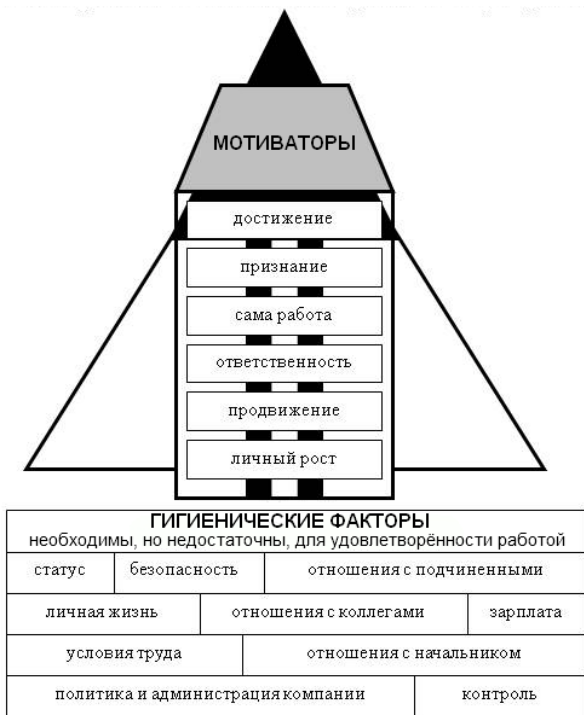 МОТИВАТОРЫ
достижение
признание
сама работа
ответственность
продвижение
личный рост
ГИГИЕНИЧЕСКИЕ ФАКТОРЫ
необходимы, но недостаточны, для удовлетворённости работой
статус безопасность отношения с подчиненными
личная жизнь отношения с коллегами зарплата
условия труда отношения с начальником
политика и администрация компании контроль